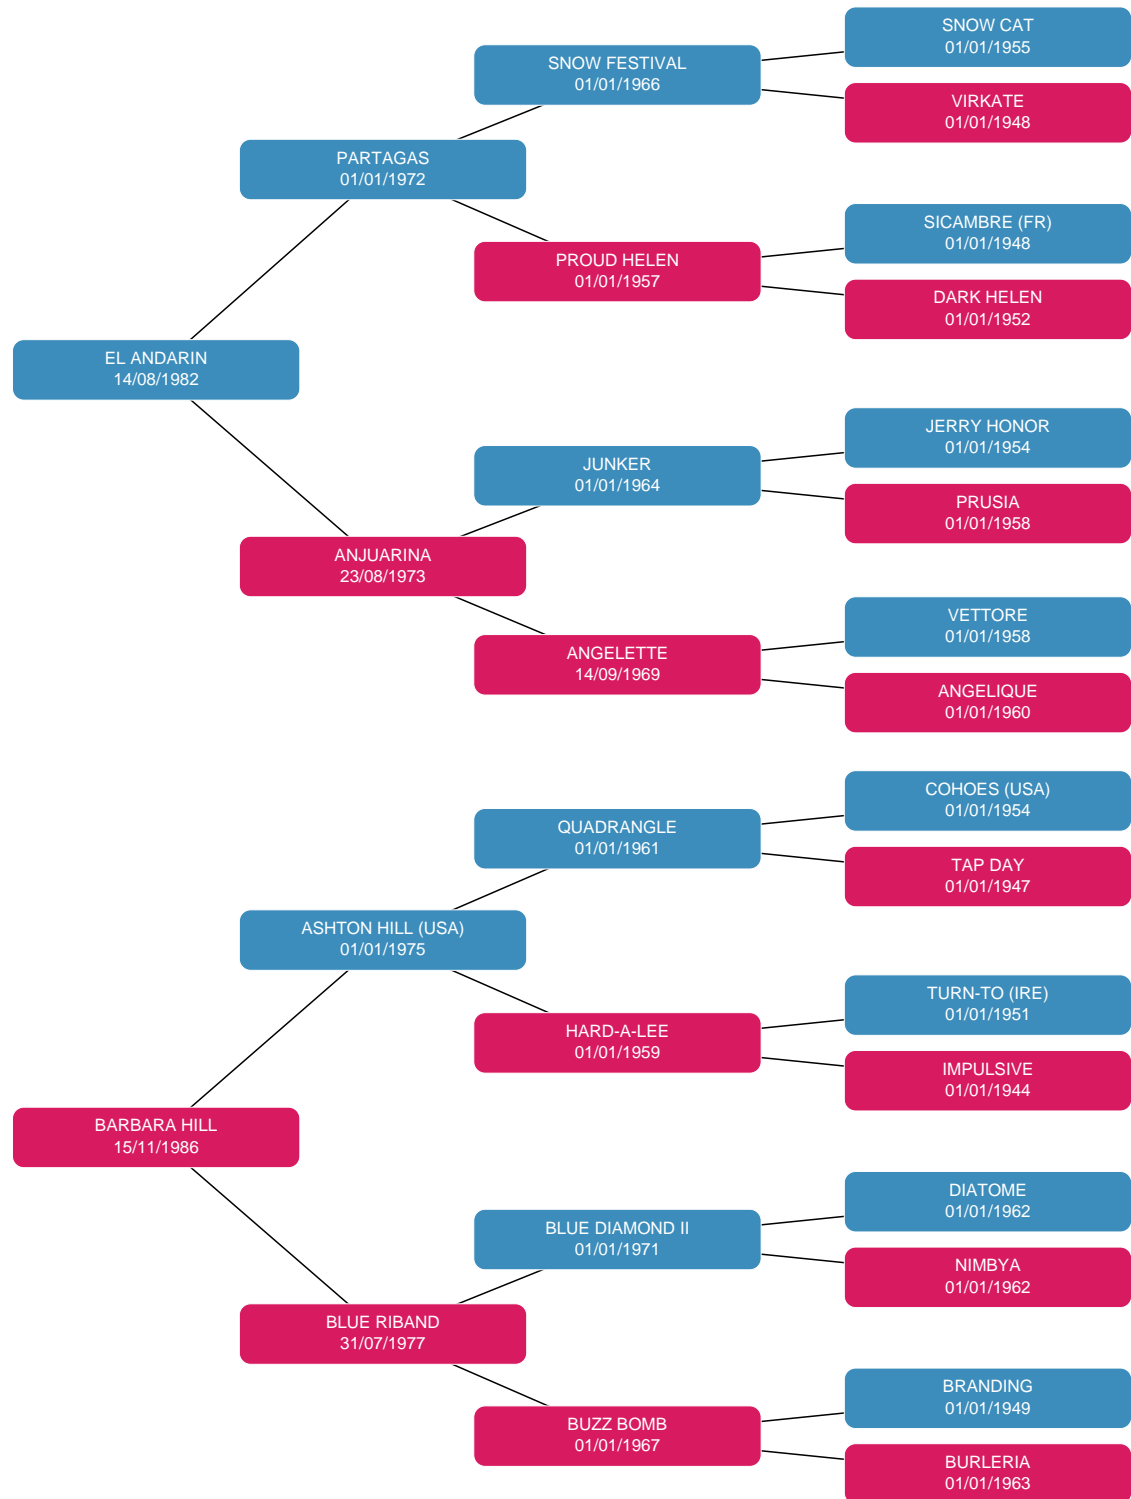 SNOW CAT
01/01/1955
SNOW FESTIVAL
01/01/1966
VIRKATE
01/01/1948
PARTAGAS
01/01/1972
SICAMBRE (FR)
01/01/1948
PROUD HELEN
01/01/1957
DARK HELEN
01/01/1952
EL ANDARIN
14/08/1982
JERRY HONOR
01/01/1954
JUNKER
01/01/1964
PRUSIA
01/01/1958
ANJUARINA
23/08/1973
VETTORE
01/01/1958
ANGELETTE
14/09/1969
ANGELIQUE
01/01/1960
COHOES (USA)
01/01/1954
QUADRANGLE
01/01/1961
TAP DAY
01/01/1947
ASHTON HILL (USA)
01/01/1975
TURN-TO (IRE)
01/01/1951
HARD-A-LEE
01/01/1959
IMPULSIVE
01/01/1944
BARBARA HILL
15/11/1986
DIATOME
01/01/1962
BLUE DIAMOND II
01/01/1971
NIMBYA
01/01/1962
BLUE RIBAND
31/07/1977
BRANDING
01/01/1949
BUZZ BOMB
01/01/1967
BURLERIA
01/01/1963